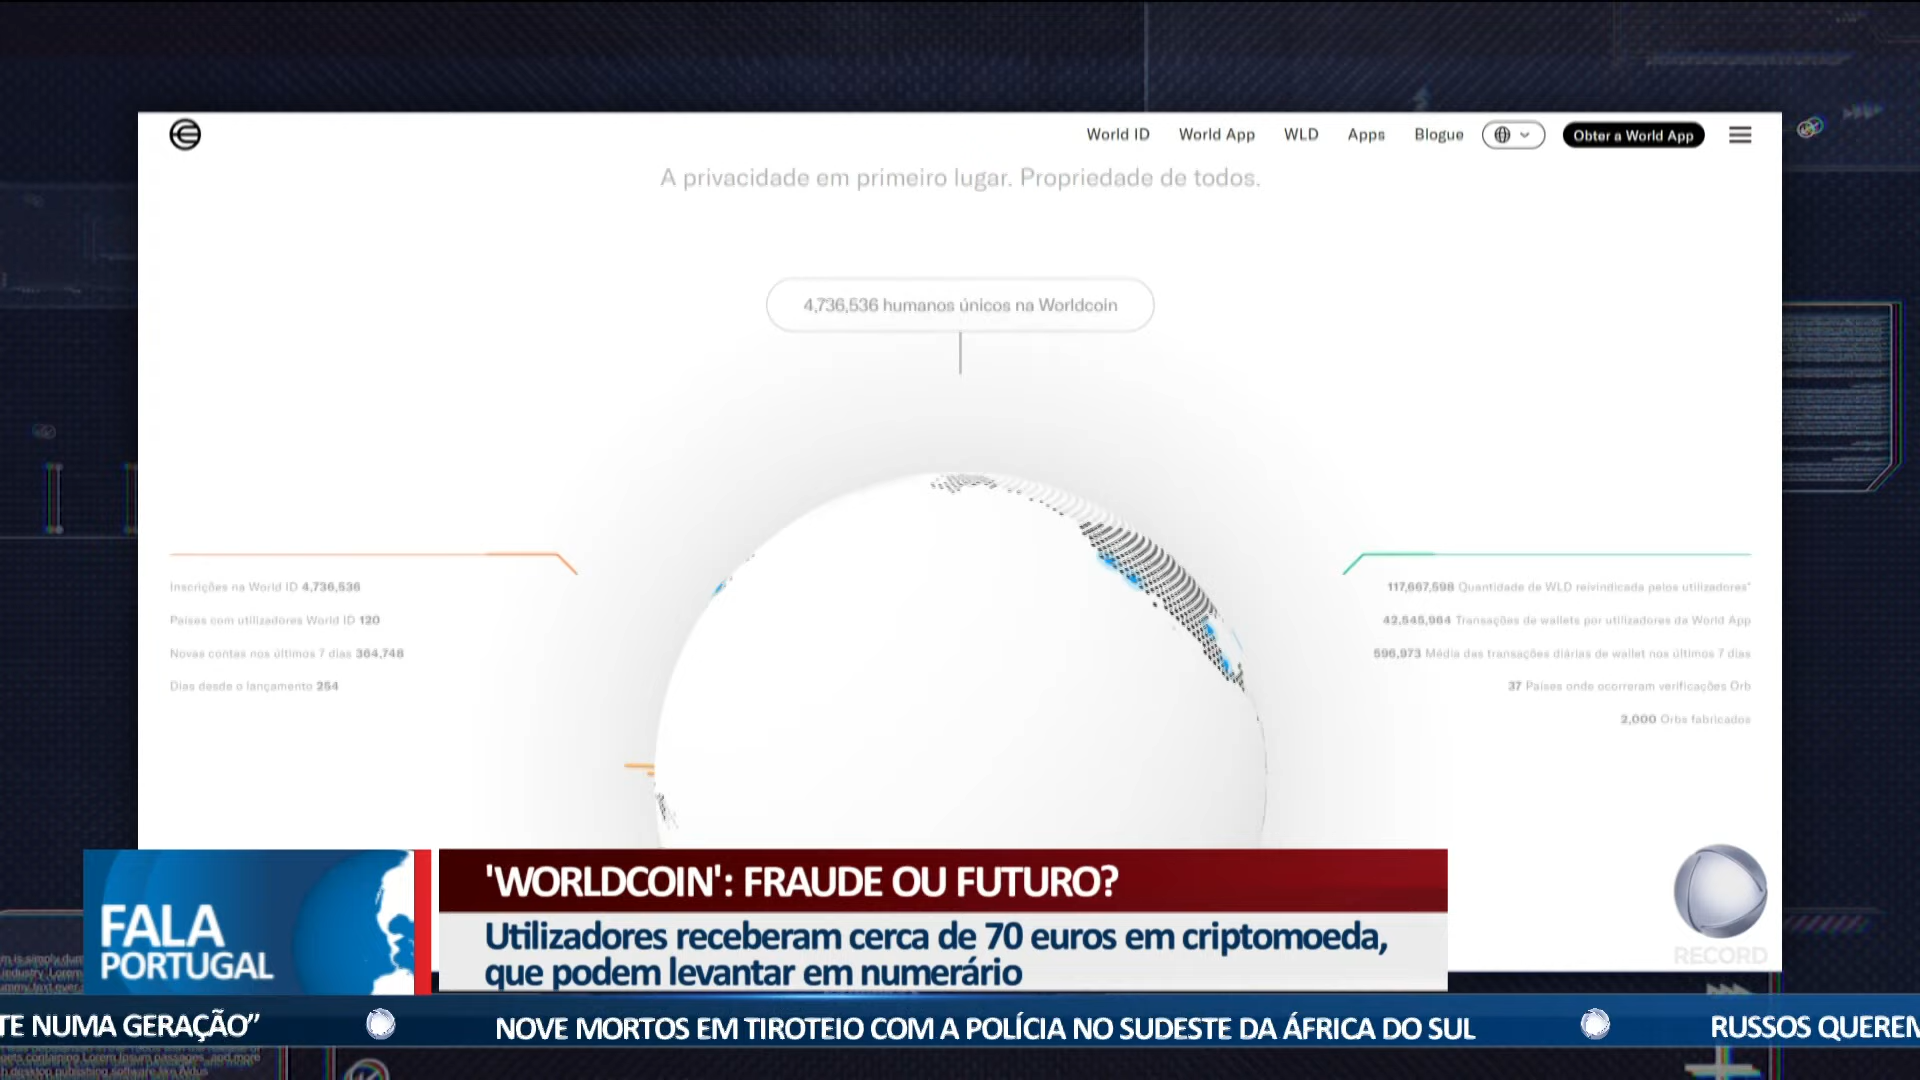 World ID World App WLD Apps Blogue Obter a World App
A privacidade em primeiro lugar. Propriedade de todos.
4,736,536 humanos únicos na Worldcoin
Inscrições na World ID 4,736,536
Países com utilizadores World ID 120
Novas contas nos últimos 7 dias 364,748
Dias desde o lançamento 254
117,667,598 Quantidade de WLD reivindicada pelos utilizadores*
42,545,964 Transações de wallets por utilizadores da World App
596,973 Média das transações diárias de wallet nos últimos 7 dias
37 Países onde ocorreram verificações Orb
2,000 Orbs fabricados
'WORLDCOIN': FRAUDE OU FUTURO?
Utilizadores receberam cerca de 70 euros em criptomoeda,
que podem levantar em numerário
FALA
PORTUGAL
RECORD
TE NUMA GERAÇÃO” NOVE MORTOS EM TIROTEIO COM A POLÍCIA NO SUDESTE DA ÁFRICA DO SUL RUSSOS QUEREM